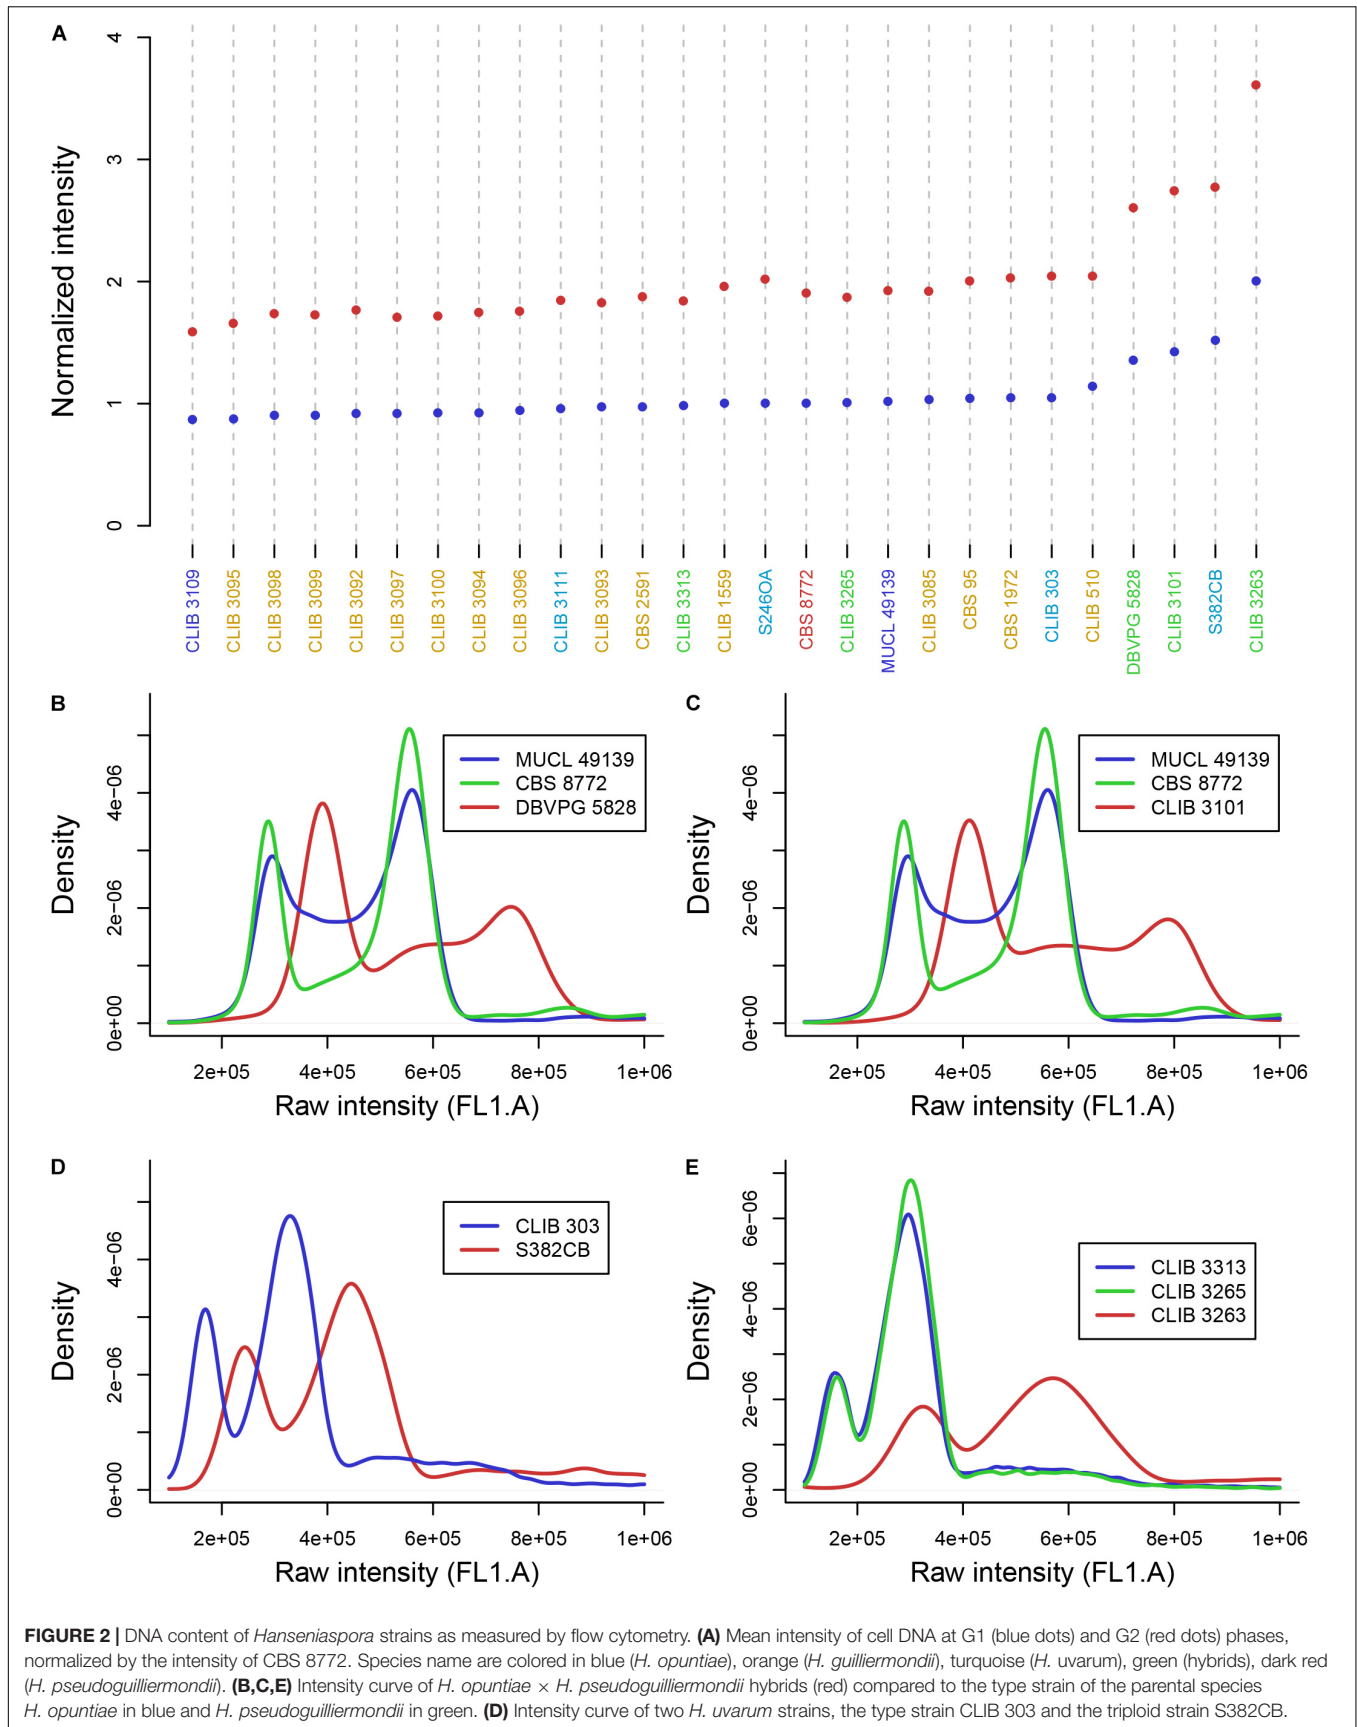 A
4
3
2
1
0
Normalized intensity
CLIB 3109
CLIB 3095
CLIB 3098
CLIB 3099
CLIB 3092
CLIB 3097
CLIB 3100
CLIB 3094
CLIB 3096
CLIB 3111
CLIB 3093
CBS 2591
CLIB 3313
CLIB 1559
S246OA
CBS 8772
CLIB 3265
MUCL 49139
CLIB 3085
CBS 95
CBS 1972
CLIB 303
CLIB 510
DBVPG 5828
CLIB 3101
S382CB
CLIB 3263
B
MUCL 49139
CBS 8772
DBVPG 5828
4e−06
2e−06
0e+00
Density
2e+05 4e+05 6e+05 8e+05 1e+06
Raw intensity (FL1.A)
C
MUCL 49139
CBS 8772
CLIB 3101
4e−06
2e−06
0e+00
Density
2e+05 4e+05 6e+05 8e+05 1e+06
Raw intensity (FL1.A)
D
CLIB 303
S382CB
4e−06
2e−06
0e+00
Density
2e+05 4e+05 6e+05 8e+05 1e+06
Raw intensity (FL1.A)
E
CLIB 3313
CLIB 3265
CLIB 3263
6e−06
4e−06
2e−06
0e+00
Density
2e+05 4e+05 6e+05 8e+05 1e+06
Raw intensity (FL1.A)
FIGURE 2 | DNA content of Hanseniaspora strains as measured by flow cytometry. (A) Mean intensity of cell DNA at G1 (blue dots) and G2 (red dots) phases,
normalized by the intensity of CBS 8772. Species name are colored in blue (H. opuntiae), orange (H. guilliermondii), turquoise (H. uvarum), green (hybrids), dark red
(H. pseudoguilliermondii). (B,C,E) Intensity curve of H. opuntiae × H. pseudoguilliermondii hybrids (red) compared to the type strain of the parental species
H. opuntiae in blue and H. pseudoguilliermondii in green. (D) Intensity curve of two H. uvarum strains, the type strain CLIB 303 and the triploid strain S382CB.